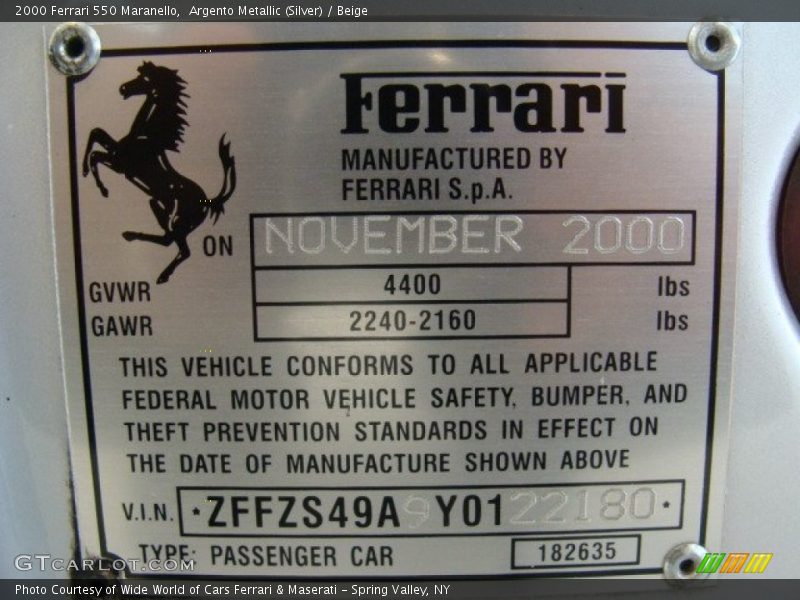 2000 Ferrari 550 Maranello,  Argento Metallic (Silver) / Beige
Ferrari
MANUFACTURED BY
FERRARI S.p.A.
ON NOVEMBER 2000
GVWR 4400 lbs
GAWR 2240-2160 lbs
THIS VEHICLE CONFORMS TO ALL APPLICABLE
FEDERAL MOTOR VEHICLE SAFETY, BUMPER, AND
THEFT PREVENTION STANDARDS IN EFFECT ON
THE DATE OF MANUFACTURE SHOWN ABOVE
V.I.N. *ZFFZS49A9Y0122180*
TYPE: PASSENGER CAR 182635
GTCarLot.com
Photo Courtesy of Wide World of Cars Ferrari & Maserati – Spring Valley, NY